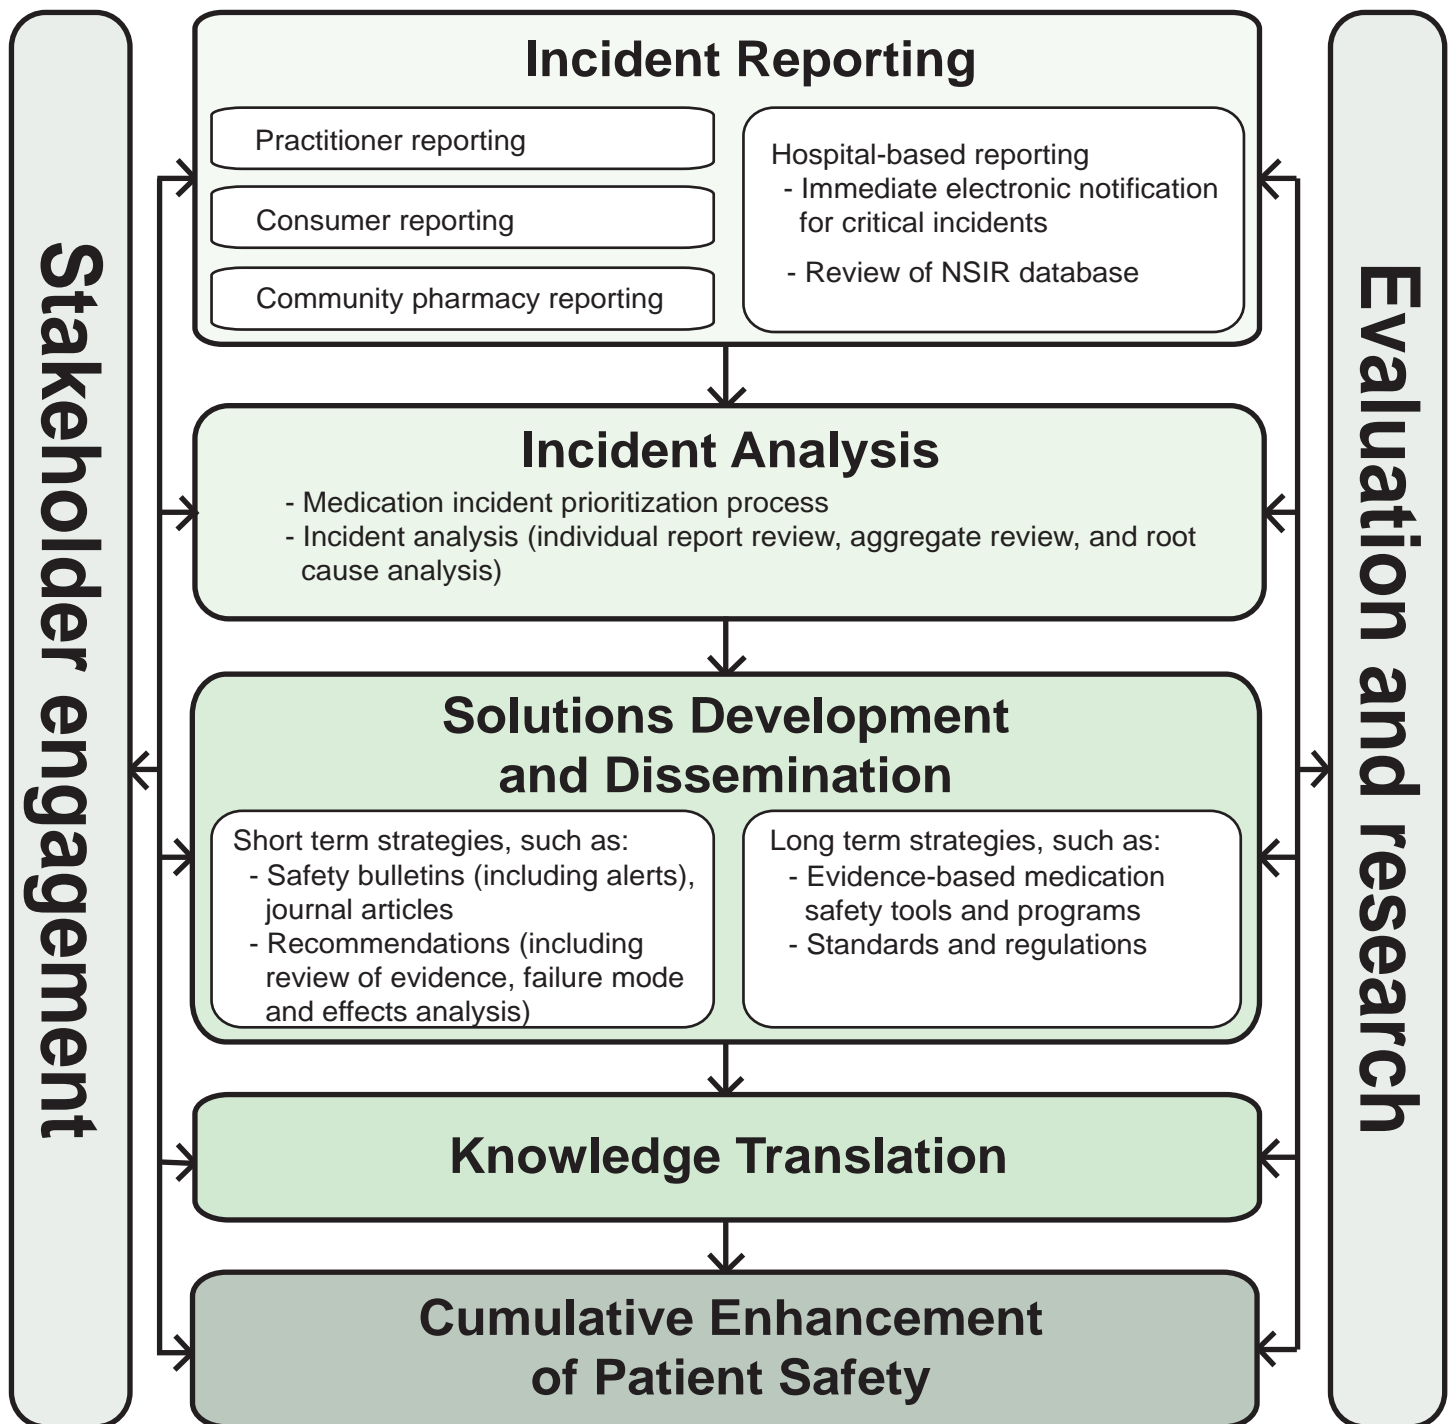 Stakeholder engagement
Incident Reporting
Practitioner reporting
Consumer reporting
Community pharmacy reporting
Hospital-based reporting
- Immediate electronic notification
for critical incidents
- Review of NSIR database
Incident Analysis
- Medication incident prioritization process
- Incident analysis (individual report review, aggregate review, and root
cause analysis)
Solutions Development
and Dissemination
Short term strategies, such as:
- Safety bulletins (including alerts),
journal articles
- Recommendations (including
review of evidence, failure mode
and effects analysis)
Long term strategies, such as:
- Evidence-based medication
safety tools and programs
- Standards and regulations
Knowledge Translation
Cumulative Enhancement
of Patient Safety
Evaluation and research